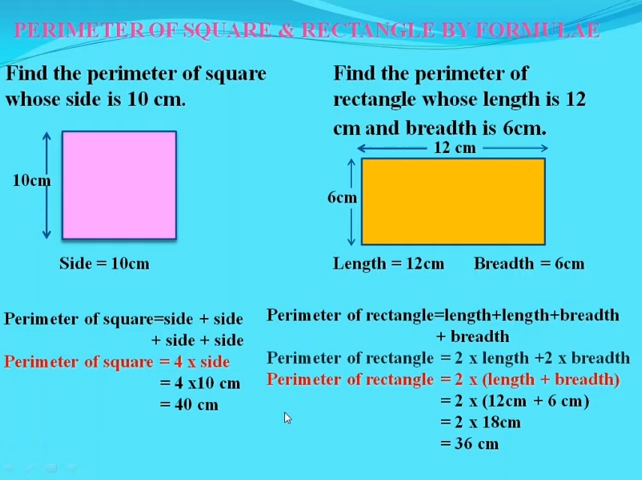 PERIMETER OF SQUARE & RECTANGLE BY FORMULAE
Find the perimeter of square
whose side is 10 cm.
10cm
Side = 10cm
Perimeter of square=side + side
+ side + side
Perimeter of square = 4 x side
= 4 x10 cm
= 40 cm
Find the perimeter of
rectangle whose length is 12
cm and breadth is 6cm.
12 cm
6cm
Length = 12cm Breadth = 6cm
Perimeter of rectangle=length+length+breadth
+ breadth
Perimeter of rectangle = 2 x length +2 x breadth
Perimeter of rectangle = 2 x (length + breadth)
= 2 x (12cm + 6 cm)
= 2 x 18cm
= 36 cm